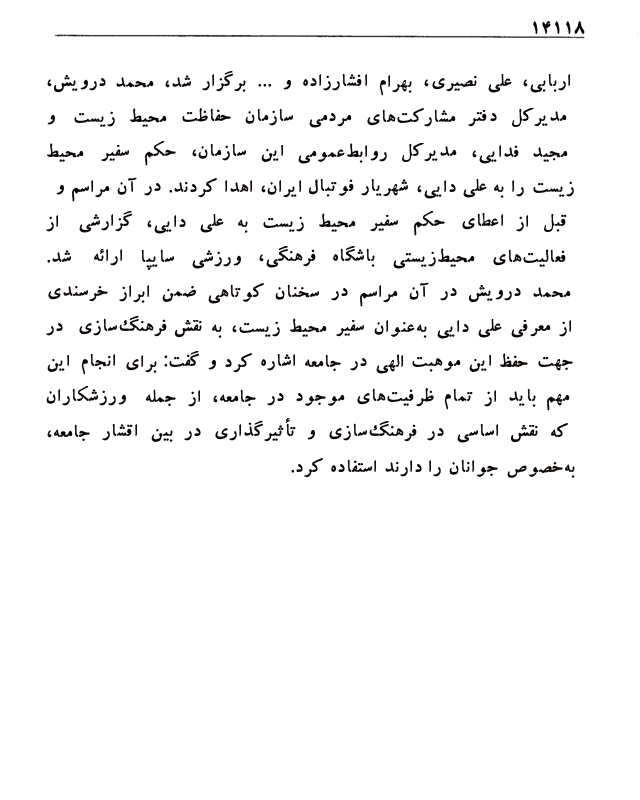 ۱۴۱۱۸
اربابی، علی نصیری، بهرام افشارزاده و ... برگزار شد، محمد درویش،
مدیرکل دفتر مشارکت‌های مردمی سازمان حفاظت محیط زیست و
مجید فدایی، مدیرکل روابط‌عمومی این سازمان، حکم سفیر محیط
زیست را به علی دایی، شهریار فوتبال ایران، اهدا کردند. در آن مراسم و
قبل از اعطای حکم سفیر محیط زیست به علی دایی، گزارشی از
فعالیت‌های محیط‌زیستی باشگاه فرهنگی، ورزشی سایپا ارائه شد.
محمد درویش در آن مراسم در سخنان کوتاهی ضمن ابراز خرسندی
از معرفی علی دایی به‌عنوان سفیر محیط زیست، به نقش فرهنگ‌سازی در
جهت حفظ این موهبت الهی در جامعه اشاره کرد و گفت: برای انجام این
مهم باید از تمام ظرفیت‌های موجود در جامعه، از جمله ورزشکاران
که نقش اساسی در فرهنگ‌سازی و تأثیرگذاری در بین اقشار جامعه،
به‌خصوص جوانان را دارند استفاده کرد.